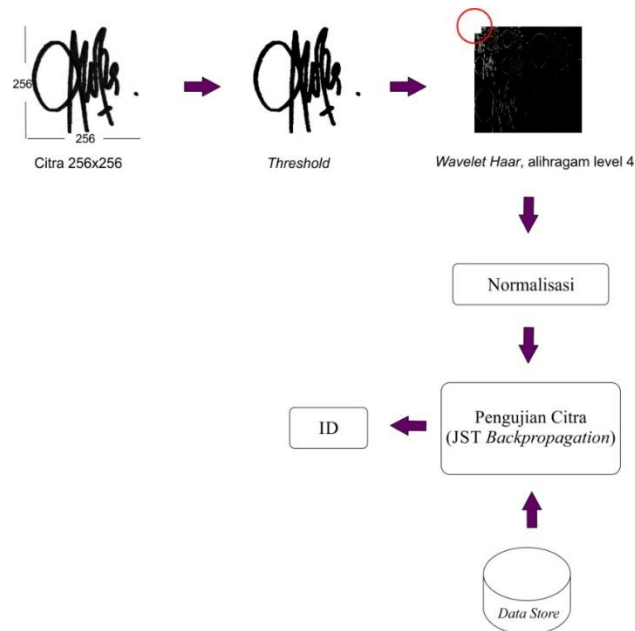 256
256
Citra 256x256
Threshold
Wavelet Haar, alihragam level 4
Normalisasi
Pengujian Citra
(JST Backpropagation)
ID
Data Store